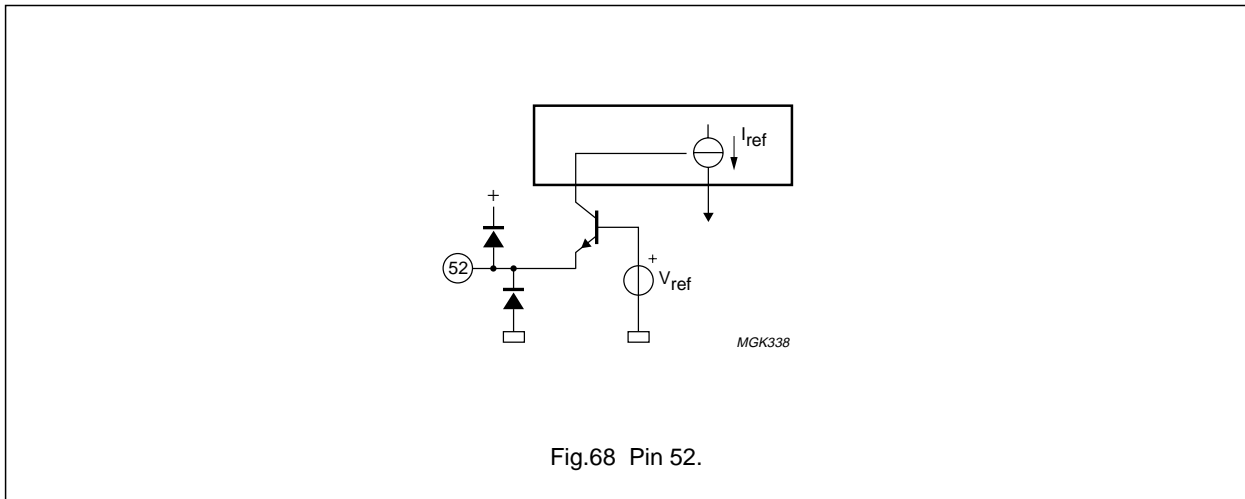 I_ref
+
52
+
V_ref
MGK338
Fig.68 Pin 52.